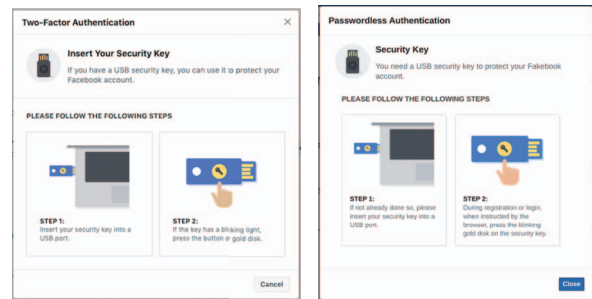 Two-Factor Authentication
Insert Your Security Key
If you have a USB security key, you can use it to protect your
Facebook account.
PLEASE FOLLOW THE FOLLOWING STEPS
STEP 1:
Insert your security key into a
USB port.
STEP 2:
If the key has a blinking light,
press the button or gold disk.
Cancel
Passwordless Authentication
Security Key
You need a USB security key to protect your Fakebook
account.
PLEASE FOLLOW THE FOLLOWING STEPS
STEP 1:
If not already done so, please
insert your security key into a
USB port.
STEP 2:
During registration or login,
when instructed by the
browser, press the blinking
gold disk on the security key.
Close